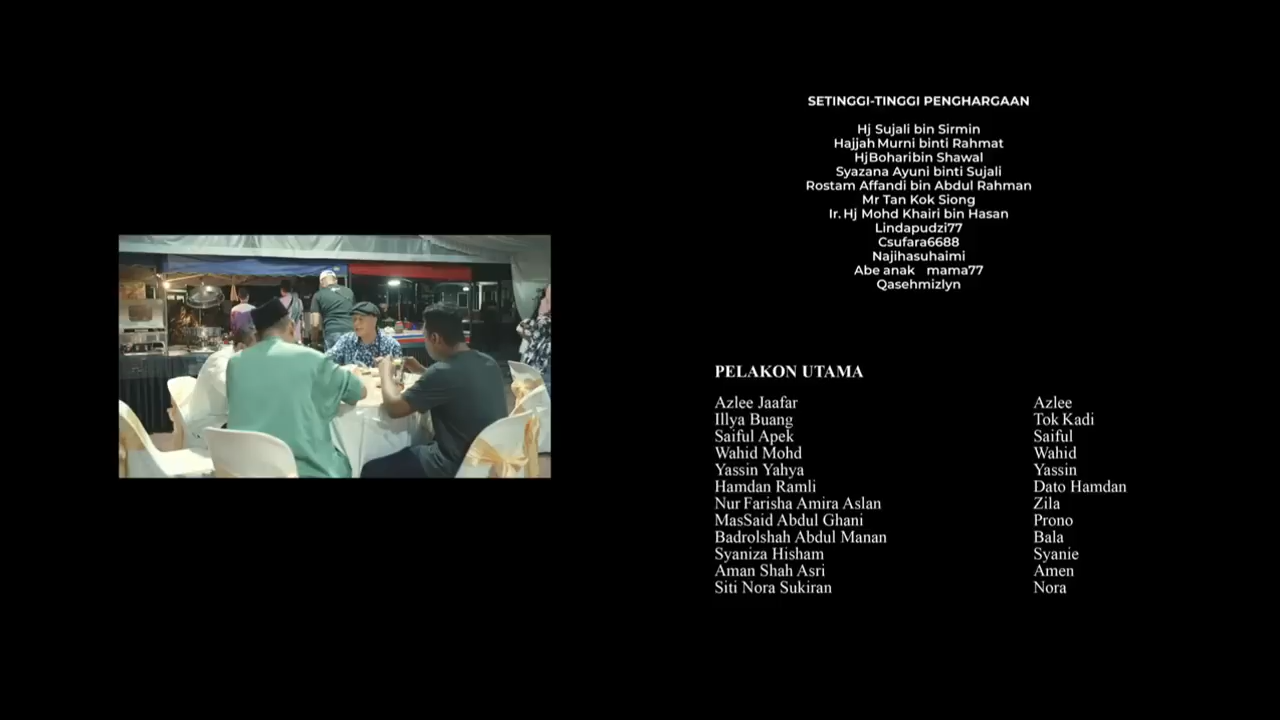 SETINGGI-TINGGI PENGHARGAAN
Hj Sujali bin Sirmin
Hajjah Murni binti Rahmat
HjBoharibin Shawal
Syazana Ayuni binti Sujali
Rostam Affandi bin Abdul Rahman
Mr Tan Kok Siong
Ir. Hj Mohd Khairi bin Hasan
Lindapudzi77
Csufara6688
Najihasuhaimi
Abe anak mama77
Qasehmizlyn
PELAKON UTAMA
Azlee Jaafar Azlee
Illya Buang Tok Kadi
Saiful Apek Saiful
Wahid Mohd Wahid
Yassin Yahya Yassin
Hamdan Ramli Dato Hamdan
Nur Farisha Amira Aslan Zila
MasSaid Abdul Ghani Prono
Badrolshah Abdul Manan Bala
Syaniza Hisham Syanie
Aman Shah Asri Amen
Siti Nora Sukiran Nora